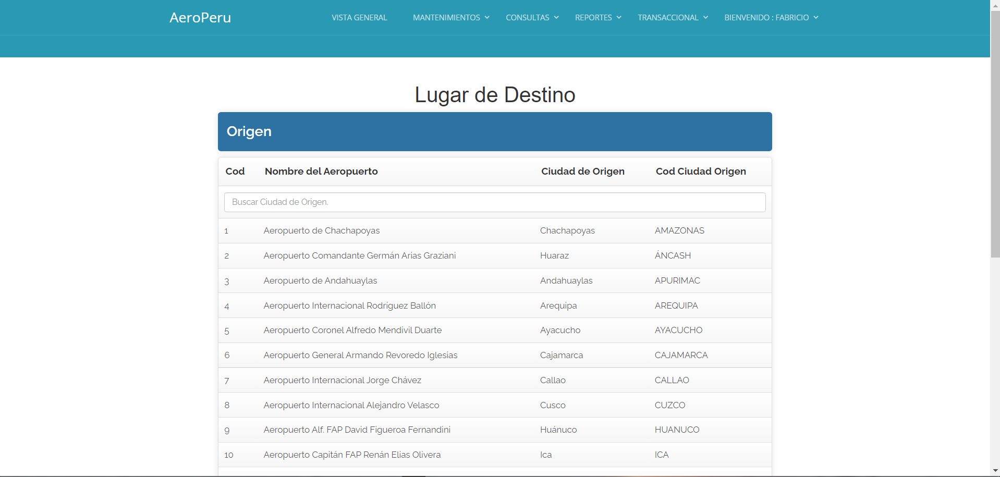 AeroPeru VISTA GENERAL MANTENIMIENTOS CONSULTAS REPORTES TRANSACCIONAL BIENVENIDO : FABRICIO
Lugar de Destino
Origen
Cod Nombre del Aeropuerto Ciudad de Origen Cod Ciudad Origen
Buscar Ciudad de Origen.
1 Aeropuerto de Chachapoyas Chachapoyas AMAZONAS
2 Aeropuerto Comandante Germán Arias Graziani Huaraz ÁNCASH
3 Aeropuerto de Andahuaylas Andahuaylas APURIMAC
4 Aeropuerto Internacional Rodríguez Ballón Arequipa AREQUIPA
5 Aeropuerto Coronel Alfredo Mendivil Duarte Ayacucho AYACUCHO
6 Aeropuerto General Armando Revoredo Iglesias Cajamarca CAJAMARCA
7 Aeropuerto Internacional Jorge Chávez Callao CALLAO
8 Aeropuerto Internacional Alejandro Velasco Cusco CUZCO
9 Aeropuerto Alf. FAP David Figueroa Fernandini Huánuco HUANUCO
10 Aeropuerto Capitán FAP Renán Elias Olivera Ica ICA